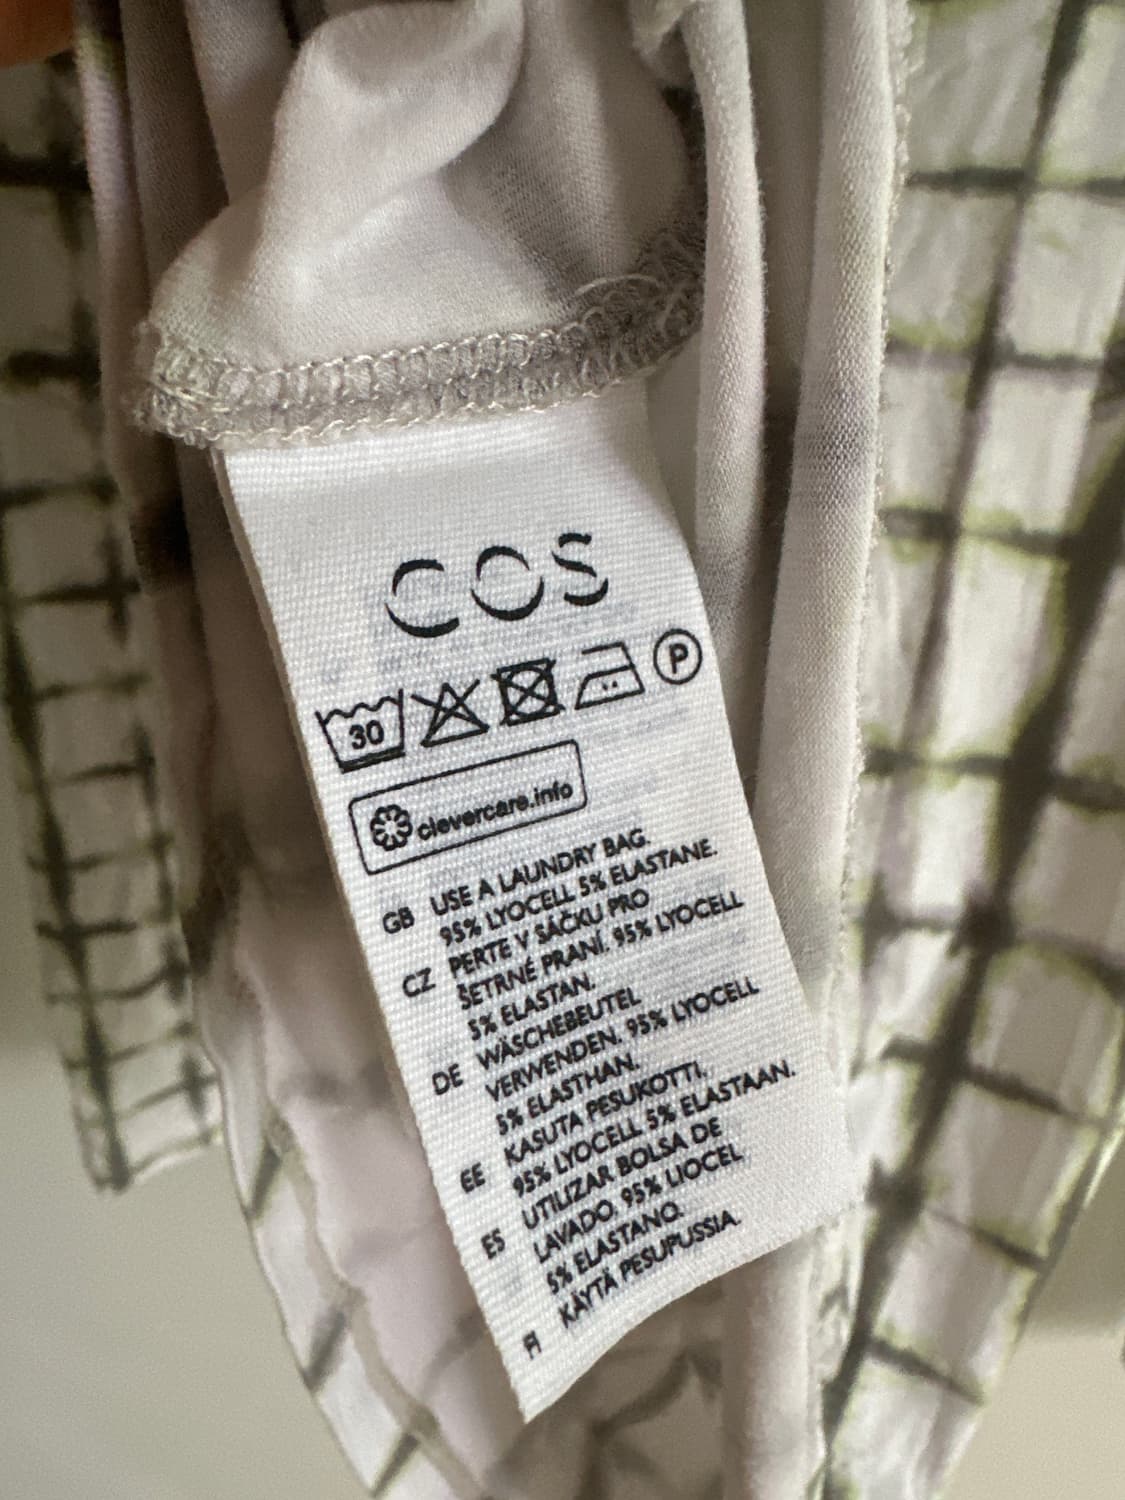 COS
30 P
clevercare.info
GB USE A LAUNDRY BAG.
95% LYOCELL 5% ELASTANE.
CZ PERTE V SÁČKU PRO
ŠETRNÉ PRANÍ. 95% LYOCELL
5% ELASTAN.
DE WÄSCHEBEUTEL
VERWENDEN. 95% LYOCELL
5% ELASTHAN.
EE KASUTA PESUKOTTI.
95% LYOCELL 5% ELASTAAN.
ES UTILIZAR BOLSA DE
LAVADO. 95% LIOCEL
5% ELASTANO.
FI KÄYTÄ PESUPUSSIA.